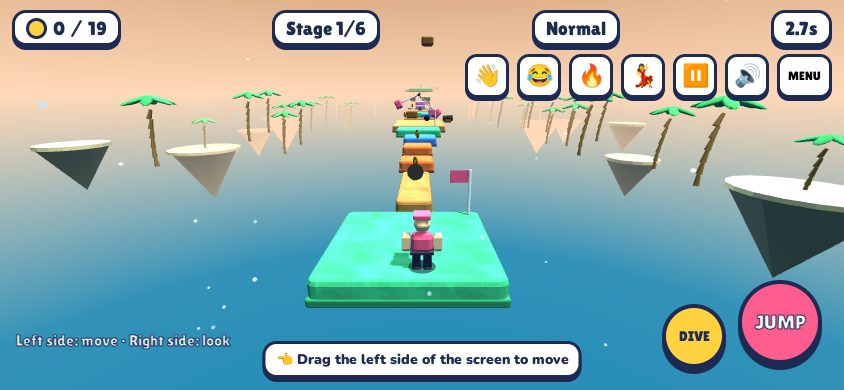 0 / 19
Stage 1/6
Normal
2.7s
MENU
Left side: move · Right side: look
👈 Drag the left side of the screen to move
DIVE
JUMP